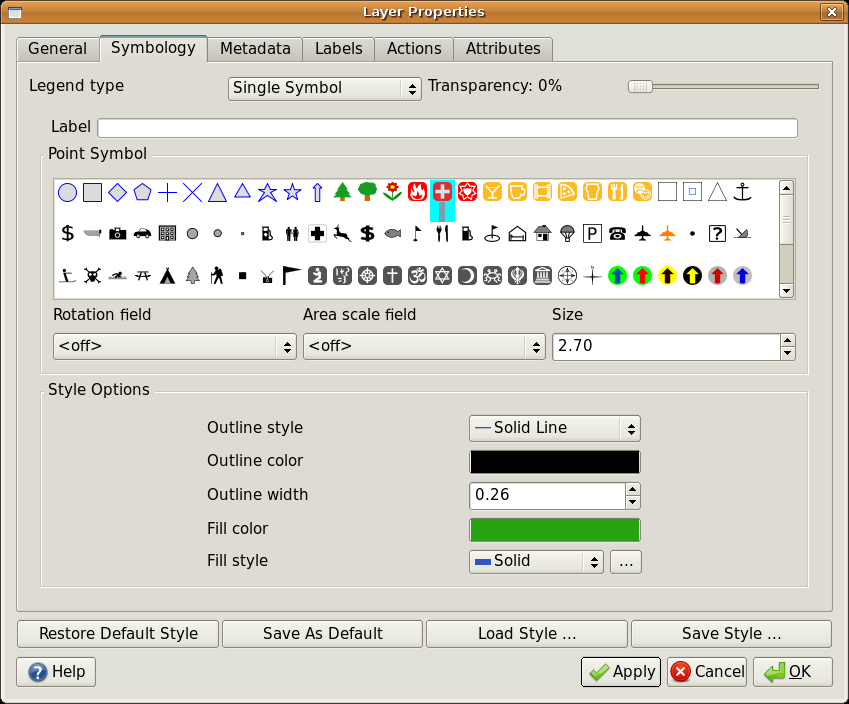 Layer Properties
General Symbology Metadata Labels Actions Attributes
Legend type Single Symbol Transparency: 0%
Label
Point Symbol
$ $ P ?
Rotation field Area scale field Size
<off> <off> 2.70
Style Options
Outline style Solid Line
Outline color
Outline width 0.26
Fill color
Fill style Solid ...
Restore Default Style Save As Default Load Style ... Save Style ...
Help Apply Cancel OK